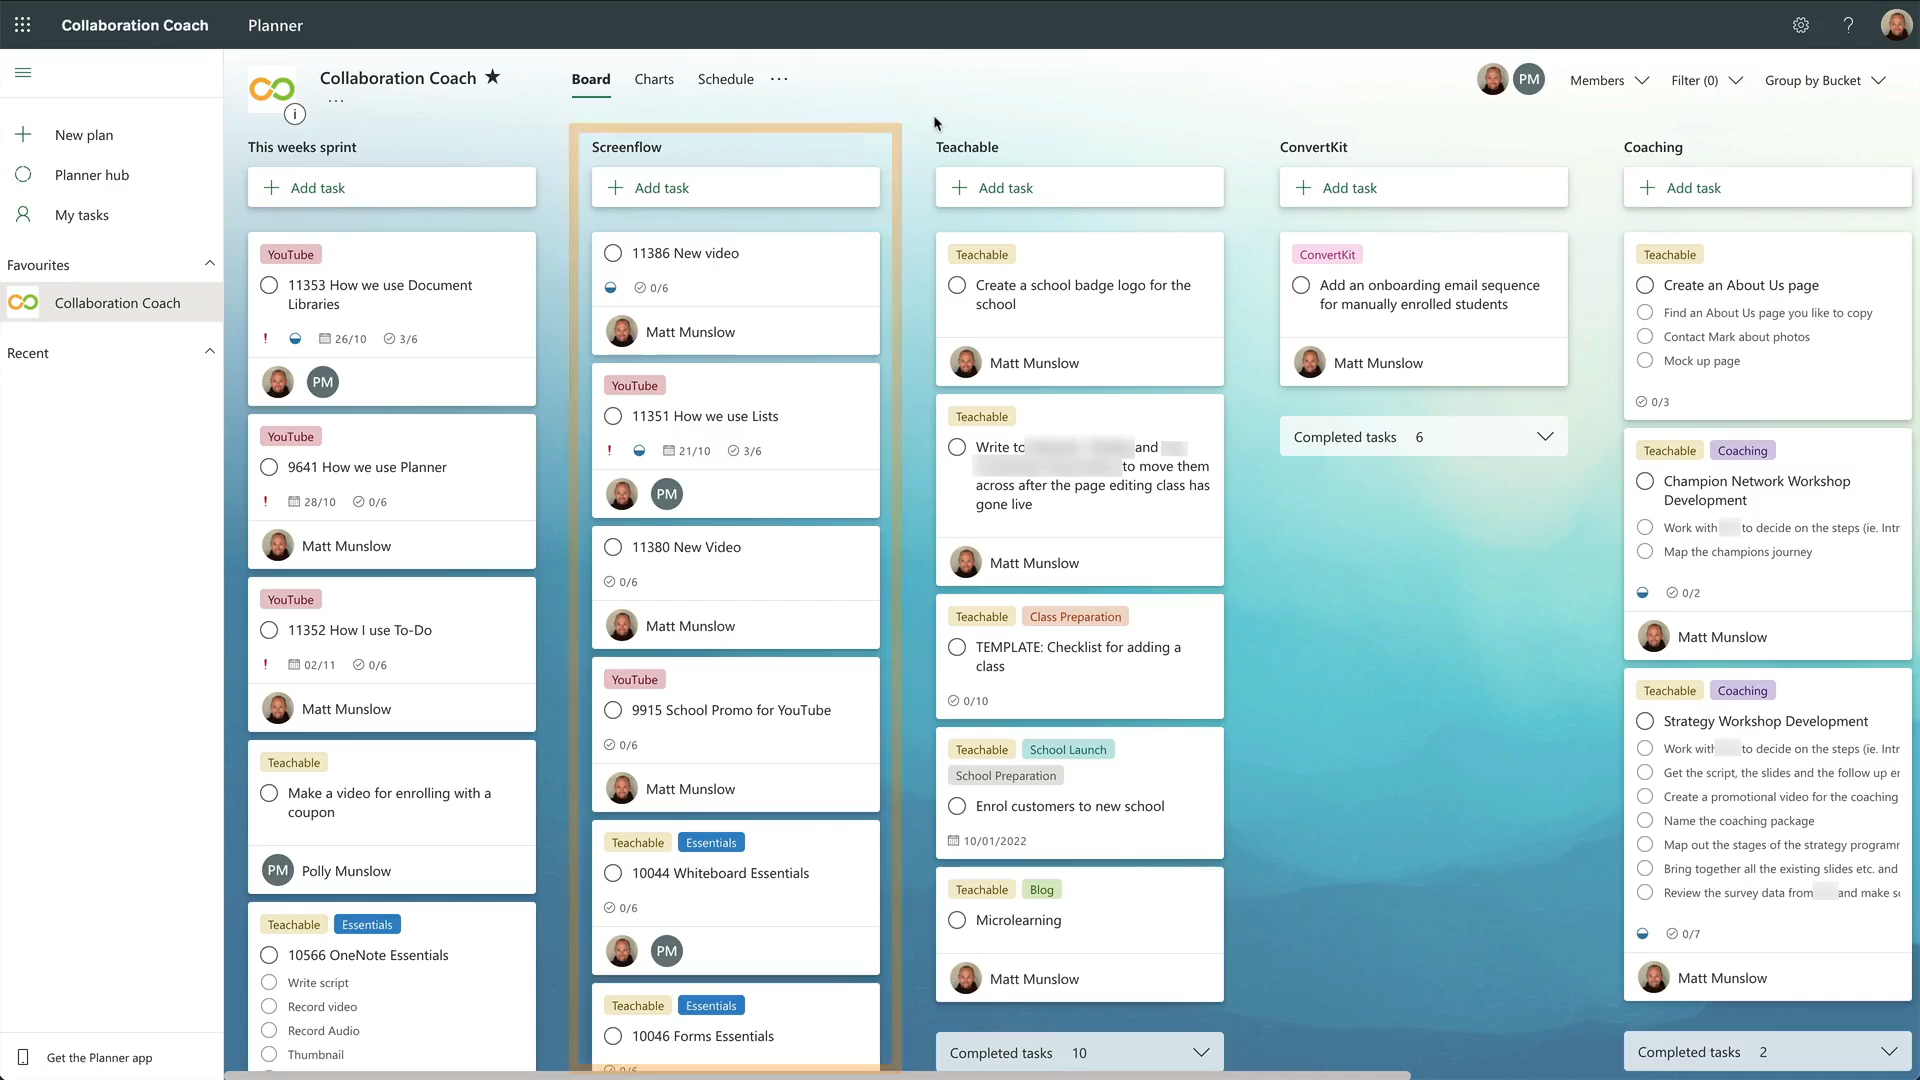 Collaboration Coach
Planner
?
Collaboration Coach ★
Board
Charts
Schedule
PM
Members
Filter (0)
Group by Bucket
New plan
Planner hub
My tasks
Favourites
Collaboration Coach
Recent
Get the Planner app
This weeks sprint
Add task
YouTube
11353 How we use Document
Libraries
! 26/10 3/6
PM
YouTube
9641 How we use Planner
! 28/10 0/6
Matt Munslow
YouTube
11352 How I use To-Do
! 02/11 0/6
Matt Munslow
Teachable
Make a video for enrolling with a
coupon
PM Polly Munslow
Teachable Essentials
10566 OneNote Essentials
Write script
Record video
Record Audio
Thumbnail
Screenflow
Add task
11386 New video
0/6
Matt Munslow
YouTube
11351 How we use Lists
! 21/10 3/6
PM
11380 New Video
0/6
Matt Munslow
YouTube
9915 School Promo for YouTube
0/6
Matt Munslow
Teachable Essentials
10044 Whiteboard Essentials
0/6
PM
Teachable Essentials
10046 Forms Essentials
0/6
Teachable
Add task
Teachable
Create a school badge logo for the
school
Matt Munslow
Teachable
Write to and
to move them
across after the page editing class has
gone live
Matt Munslow
Teachable Class Preparation
TEMPLATE: Checklist for adding a
class
0/10
Teachable School Launch
School Preparation
Enrol customers to new school
10/01/2022
Teachable Blog
Microlearning
Matt Munslow
Completed tasks 10
ConvertKit
Add task
ConvertKit
Add an onboarding email sequence
for manually enrolled students
Matt Munslow
Completed tasks 6
Coaching
Add task
Teachable
Create an About Us page
Find an About Us page you like to copy
Contact Mark about photos
Mock up page
0/3
Teachable Coaching
Champion Network Workshop
Development
Work with to decide on the steps (ie. Intr
Map the champions journey
0/2
Matt Munslow
Teachable Coaching
Strategy Workshop Development
Work with to decide on the steps (ie. Intr
Get the script, the slides and the follow up er
Create a promotional video for the coaching
Name the coaching package
Map out the stages of the strategy programr
Bring together all the existing slides etc. and
Review the survey data from and make sc
0/7
Matt Munslow
Completed tasks 2